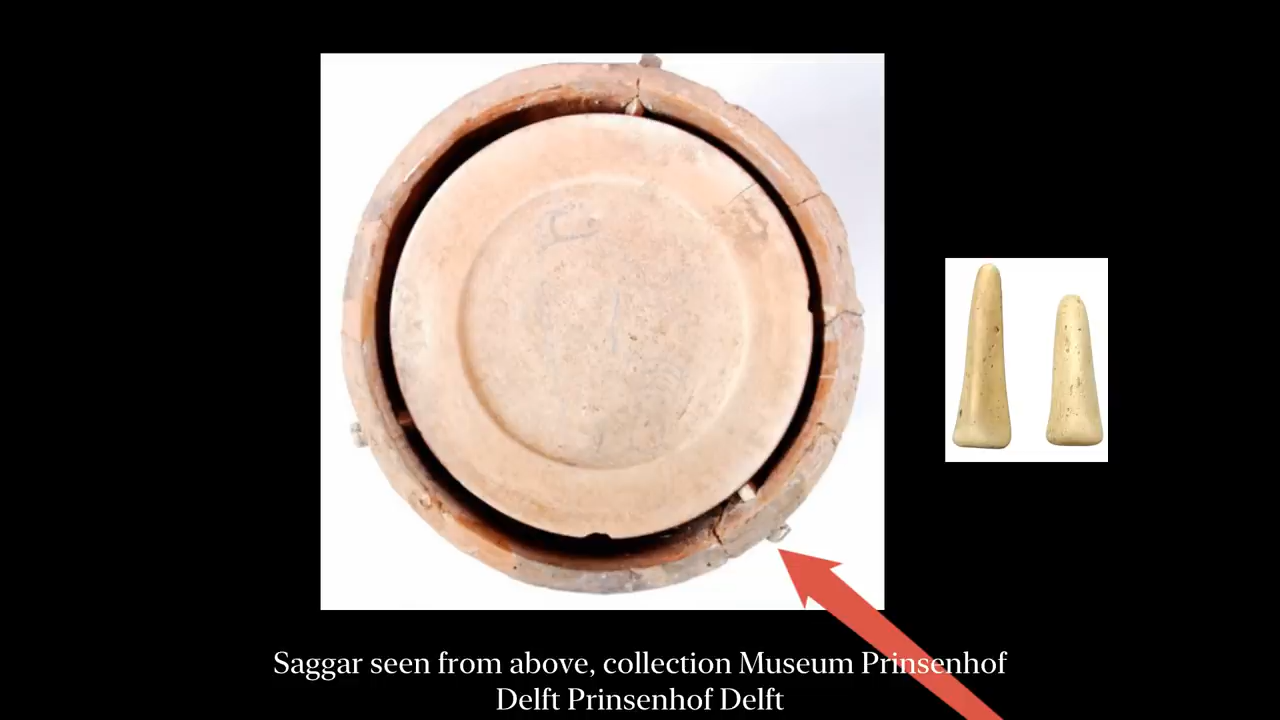 Saggar seen from above, collection Museum Prinsenhof
Delft Prinsenhof Delft